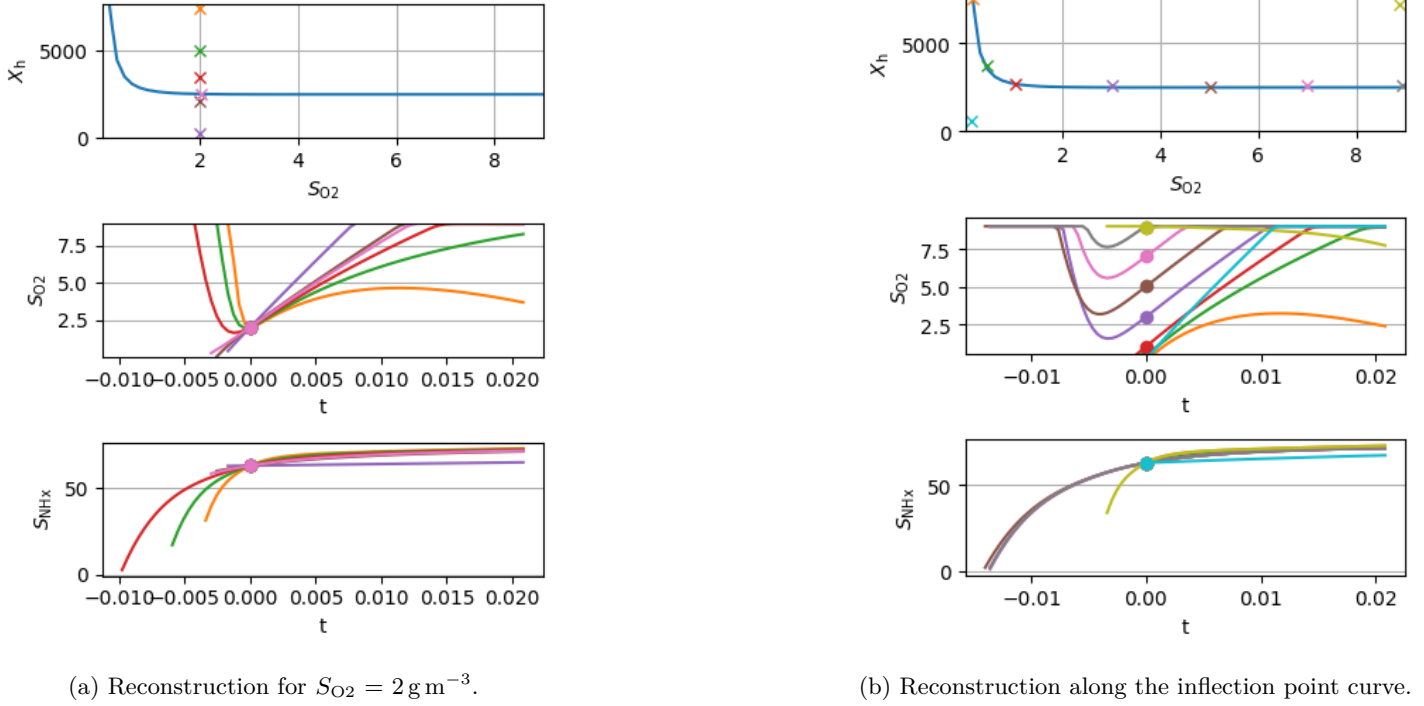 5000
0
X_h
2 4 6 8
S_O2
7.5
5.0
2.5
S_O2
−0.010 −0.005 0.000 0.005 0.010 0.015 0.020
t
50
0
S_NHx
−0.010 −0.005 0.000 0.005 0.010 0.015 0.020
t
(a) Reconstruction for S_O2 = 2 g m⁻³.
5000
0
X_h
2 4 6 8
S_O2
7.5
5.0
2.5
S_O2
−0.01 0.00 0.01 0.02
t
50
0
S_NHx
−0.01 0.00 0.01 0.02
t
(b) Reconstruction along the inflection point curve.